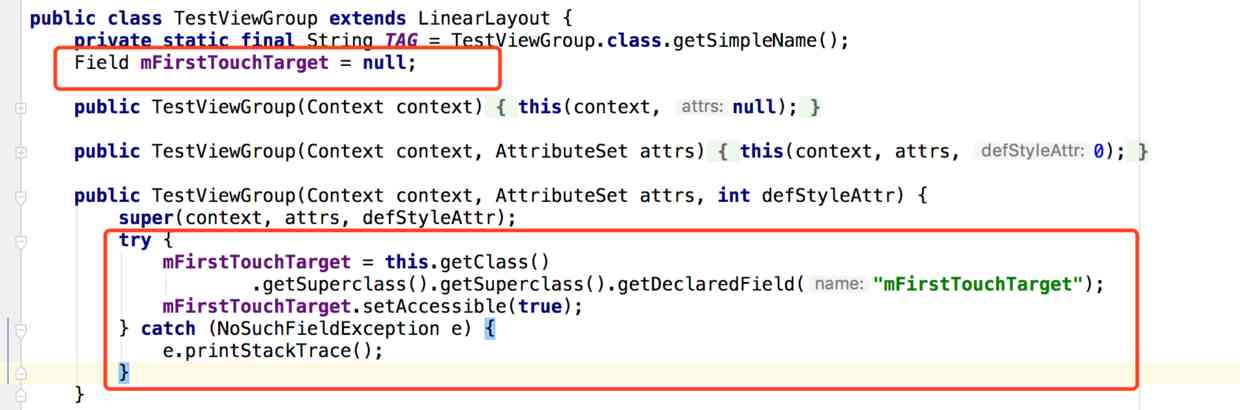 public class TestViewGroup extends LinearLayout {
private static final String TAG = TestViewGroup.class.getSimpleName();
Field mFirstTouchTarget = null;
public TestViewGroup(Context context) { this(context, attrs: null); }
public TestViewGroup(Context context, AttributeSet attrs) { this(context, attrs, defStyleAttr: 0); }
public TestViewGroup(Context context, AttributeSet attrs, int defStyleAttr) {
super(context, attrs, defStyleAttr);
try {
mFirstTouchTarget = this.getClass()
.getSuperclass().getSuperclass().getDeclaredField( name: "mFirstTouchTarget");
mFirstTouchTarget.setAccessible(true);
} catch (NoSuchFieldException e) {
e.printStackTrace();
}
}